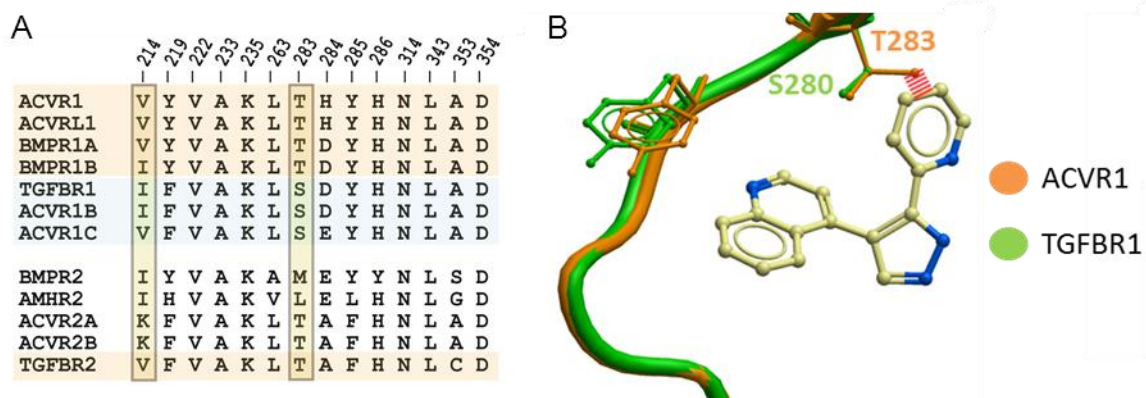 A
214 219 222 233 235 263 283 284 285 286 314 343 353 354
ACVR1 V Y V A K L T H Y H N L A D
ACVRL1 V Y V A K L T H Y H N L A D
BMPR1A V Y V A K L T D Y H N L A D
BMPR1B I Y V A K L T D Y H N L A D
TGFBR1 I F V A K L S D Y H N L A D
ACVR1B I F V A K L S D Y H N L A D
ACVR1C V F V A K L S E Y H N L A D
BMPR2 I Y V A K A M E Y Y N L S D
AMHR2 I H V A K V L E L H N L G D
ACVR2A K F V A K L T A F H N L A D
ACVR2B K F V A K L T A F H N L A D
TGFBR2 V F V A K L T A F H N L C D
B
T283
S280
ACVR1
TGFBR1